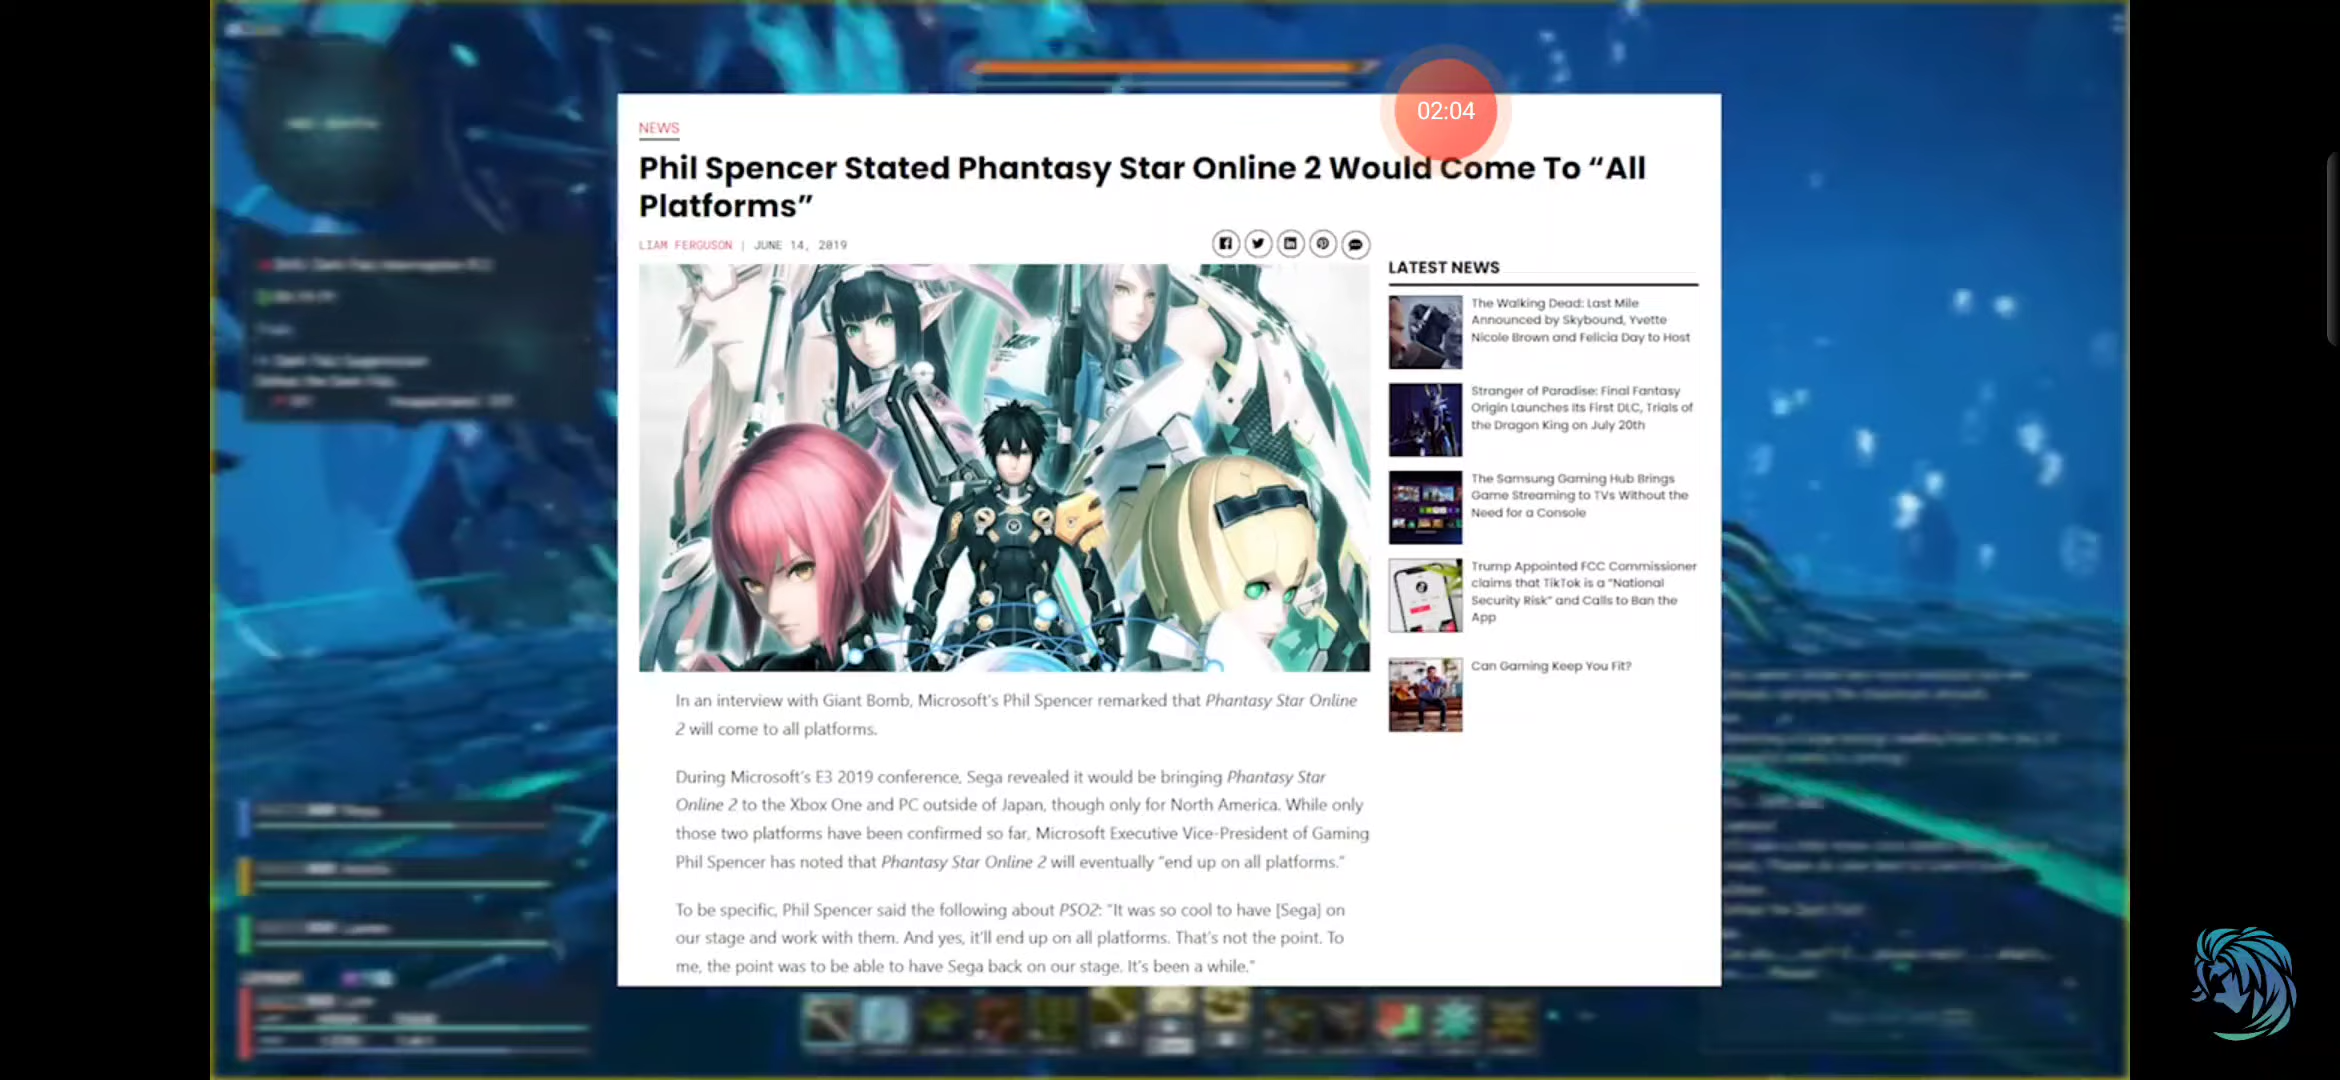 02:04
NEWS
Phil Spencer Stated Phantasy Star Online 2 Would Come To “All
Platforms”
LIAM FERGUSON | JUNE 14, 2019
LATEST NEWS
The Walking Dead: Last Mile
Announced by Skybound, Yvette
Nicole Brown and Felicia Day to Host
Stranger of Paradise: Final Fantasy
Origin Launches Its First DLC, Trials of
the Dragon King on July 20th
The Samsung Gaming Hub Brings
Game Streaming to TVs Without the
Need for a Console
Trump Appointed FCC Commissioner
claims that TikTok is a “National
Security Risk” and Calls to Ban the
App
Can Gaming Keep You Fit?
In an interview with Giant Bomb, Microsoft’s Phil Spencer remarked that Phantasy Star Online
2 will come to all platforms.
During Microsoft’s E3 2019 conference, Sega revealed it would be bringing Phantasy Star
Online 2 to the Xbox One and PC outside of Japan, though only for North America. While only
those two platforms have been confirmed so far, Microsoft Executive Vice-President of Gaming
Phil Spencer has noted that Phantasy Star Online 2 will eventually “end up on all platforms.”
To be specific, Phil Spencer said the following about PSO2: “It was so cool to have [Sega] on
our stage and work with them. And yes, it’ll end up on all platforms. That’s not the point. To
me, the point was to be able to have Sega back on our stage. It’s been a while.”